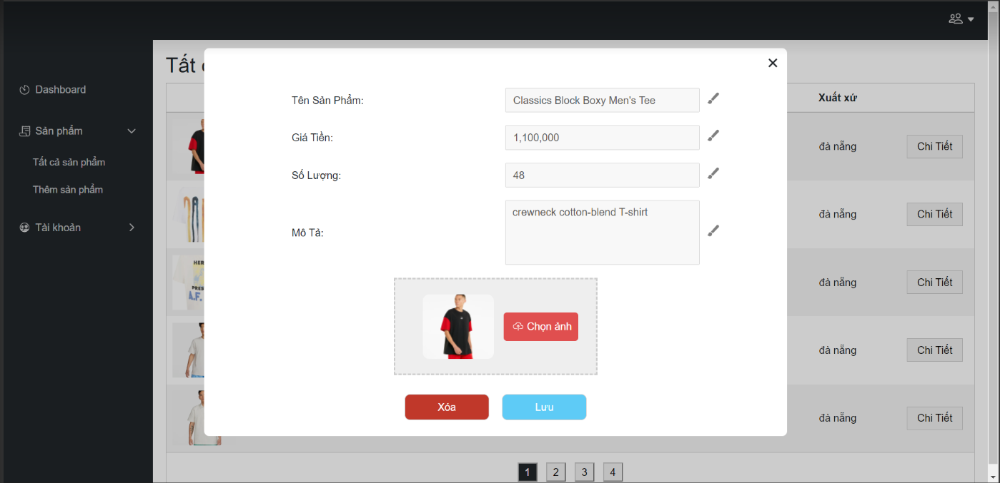 Dashboard
Sản phẩm
Tất cả sản phẩm
Thêm sản phẩm
Tài khoản
Tất
Xuất xứ
Tên Sản Phẩm:
Classics Block Boxy Men's Tee
Giá Tiền:
1,100,000
Số Lượng:
48
Mô Tả:
crewneck cotton-blend T-shirt
Chọn ảnh
Xóa
Lưu
đà nẵng
Chi Tiết
đà nẵng
Chi Tiết
đà nẵng
Chi Tiết
đà nẵng
Chi Tiết
đà nẵng
Chi Tiết
HER
PRES
A.F.
1 2 3 4